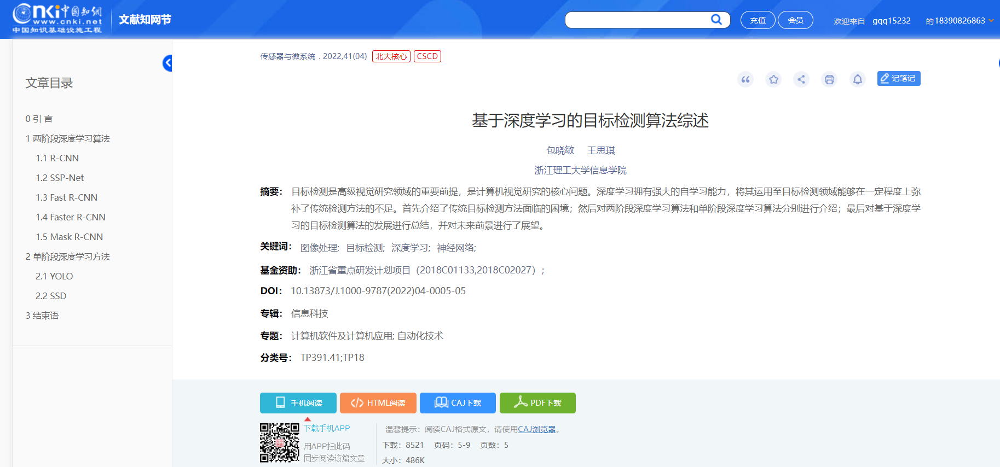 cnki中国知网
www.cnki.net
中国知识基础设施工程
文献知网节
充值
会员
欢迎来自 gqq15232 的18390826863
文章目录
0 引 言
1 两阶段深度学习算法
1.1 R-CNN
1.2 SSP-Net
1.3 Fast R-CNN
1.4 Faster R-CNN
1.5 Mask R-CNN
2 单阶段深度学习方法
2.1 YOLO
2.2 SSD
3 结束语
传感器与微系统 . 2022,41(04) 北大核心 CSCD
记笔记
基于深度学习的目标检测算法综述
包晓敏 王思琪
浙江理工大学信息学院
摘要： 目标检测是高级视觉研究领域的重要前提，是计算机视觉研究的核心问题。深度学习拥有强大的自学习能力，将其运用至目标检测领域能够在一定程度上弥
补了传统检测方法的不足。首先介绍了传统目标检测方法面临的困境；然后对两阶段深度学习算法和单阶段深度学习算法分别进行介绍；最后对基于深度学
习的目标检测算法的发展进行总结，并对未来前景进行了展望。
关键词： 图像处理; 目标检测; 深度学习; 神经网络;
基金资助： 浙江省重点研发计划项目（2018C01133,2018C02027）;
DOI： 10.13873/J.1000-9787(2022)04-0005-05
专辑： 信息科技
专题： 计算机软件及计算机应用; 自动化技术
分类号： TP391.41;TP18
手机阅读
HTML阅读
CAJ下载
PDF下载
下载手机APP
用APP扫此码
同步阅读该篇文章
温馨提示：阅读CAJ格式原文，请使用CAJ浏览器。
下载：8521 页码：5-9 页数：5
大小：486K